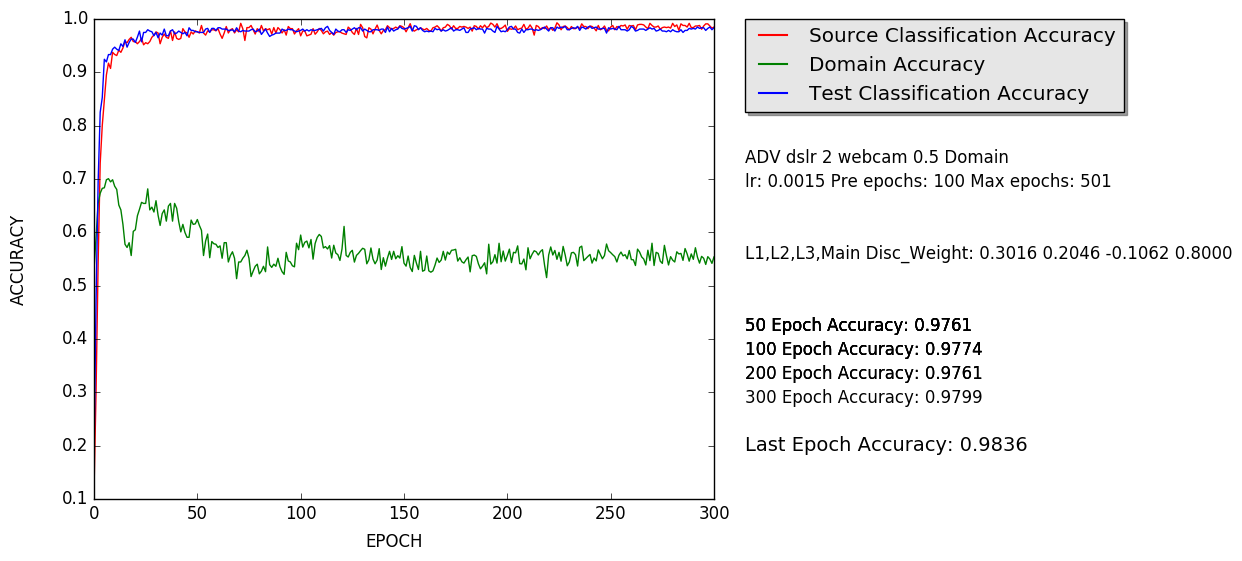 1.0
0.9
0.8
0.7
0.6
0.5
0.4
0.3
0.2
0.1
0 50 100 150 200 250 300
ACCURACY
EPOCH
Source Classification Accuracy
Domain Accuracy
Test Classification Accuracy
ADV dslr 2 webcam 0.5 Domain
lr: 0.0015 Pre epochs: 100 Max epochs: 501
L1,L2,L3,Main Disc_Weight: 0.3016 0.2046 -0.1062 0.8000
50 Epoch Accuracy: 0.9761
100 Epoch Accuracy: 0.9774
200 Epoch Accuracy: 0.9761
300 Epoch Accuracy: 0.9799
Last Epoch Accuracy: 0.9836